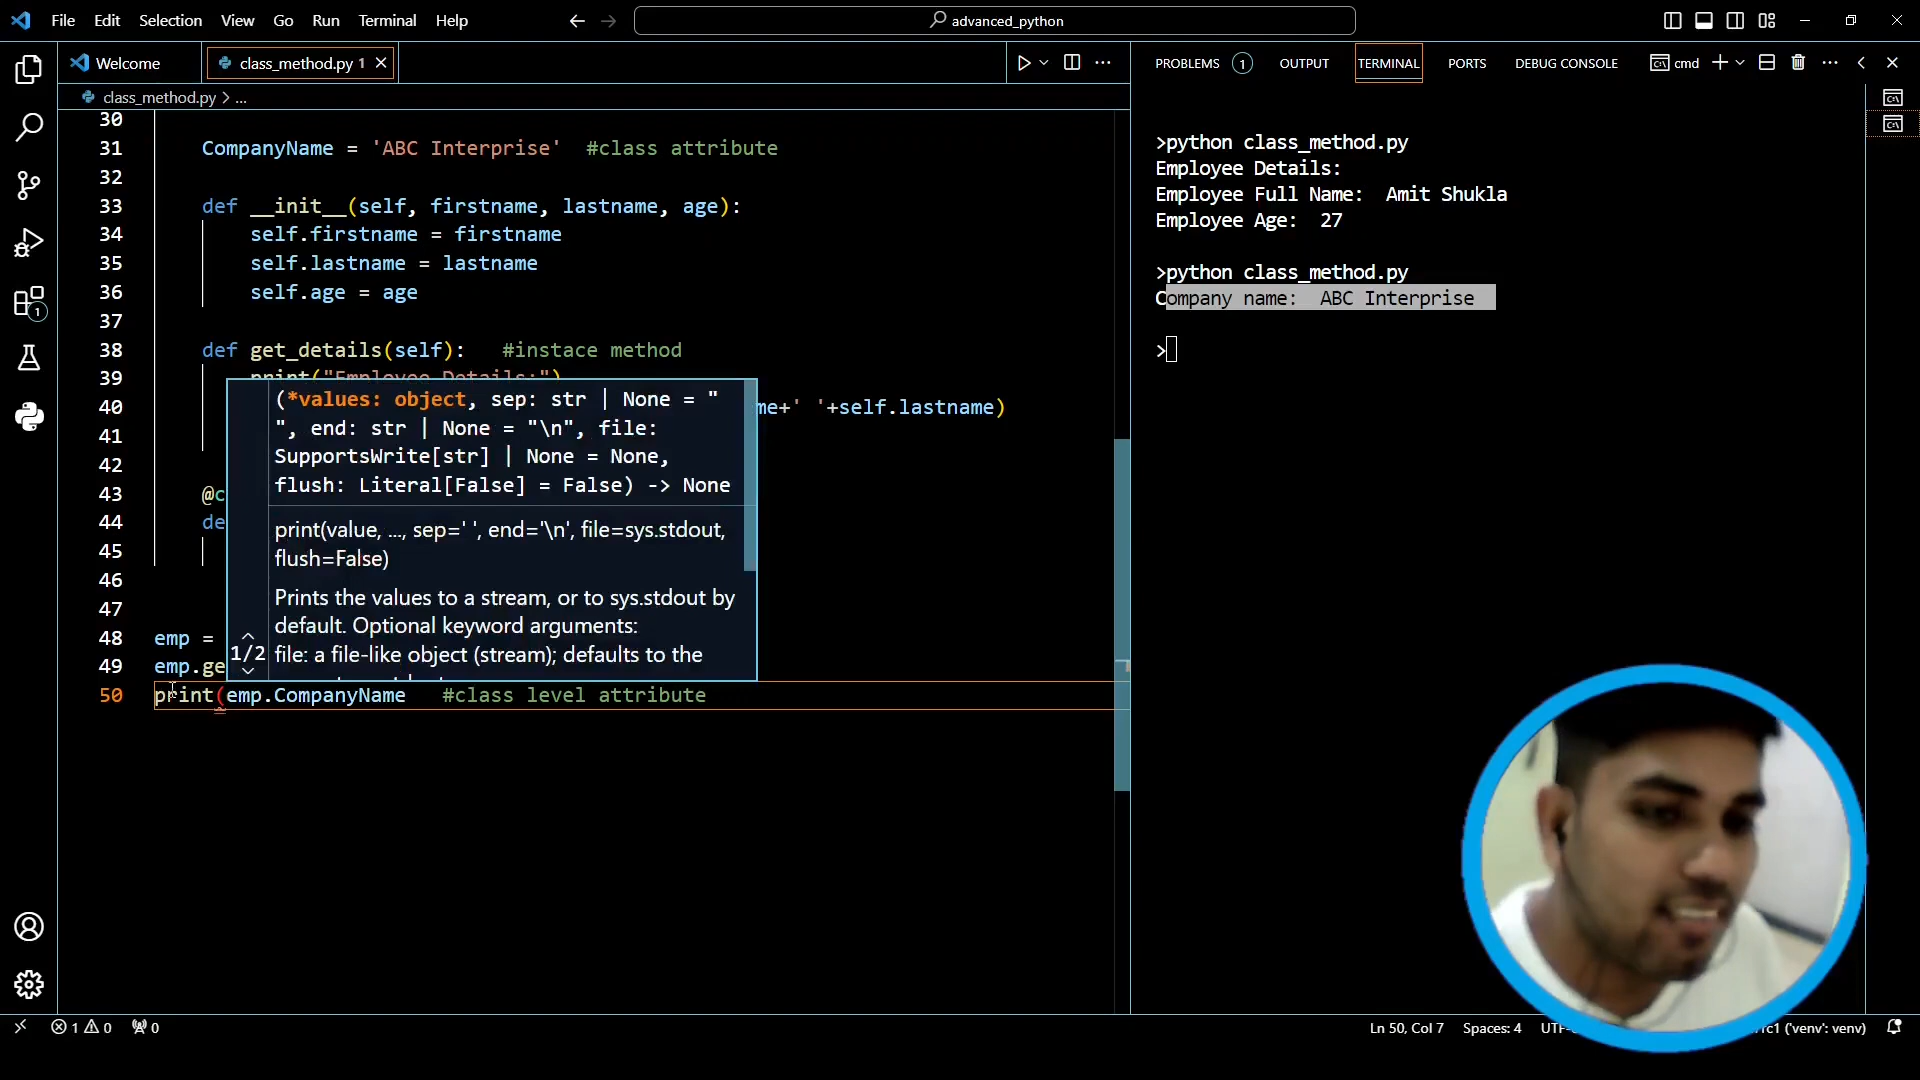 File Edit Selection View Go Run Terminal Help
advanced_python
Welcome
class_method.py 1
PROBLEMS 1 OUTPUT TERMINAL PORTS DEBUG CONSOLE cmd
class_method.py > ...
30
31 CompanyName = 'ABC Interprise' #class attribute
32
33 def __init__(self, firstname, lastname, age):
34 self.firstname = firstname
35 self.lastname = lastname
36 self.age = age
37
38 def get_details(self): #instace method
39 print("Employee Details:")
40 me+' '+self.lastname)
41
42
43 @c
44 de
45
46
47
48 emp =
49 emp.ge
50 print(emp.CompanyName #class level attribute
(*values: object, sep: str | None = "
", end: str | None = "\n", file:
SupportsWrite[str] | None = None,
flush: Literal[False] = False) -> None
print(value, ..., sep=' ', end='\n', file=sys.stdout,
flush=False)
Prints the values to a stream, or to sys.stdout by
default. Optional keyword arguments:
1/2 file: a file-like object (stream); defaults to the
>python class_method.py
Employee Details:
Employee Full Name: Amit Shukla
Employee Age: 27
>python class_method.py
Company name: ABC Interprise
>
1
1 0 0
Ln 50, Col 7 Spaces: 4 UTF- rc1 ('venv': venv)